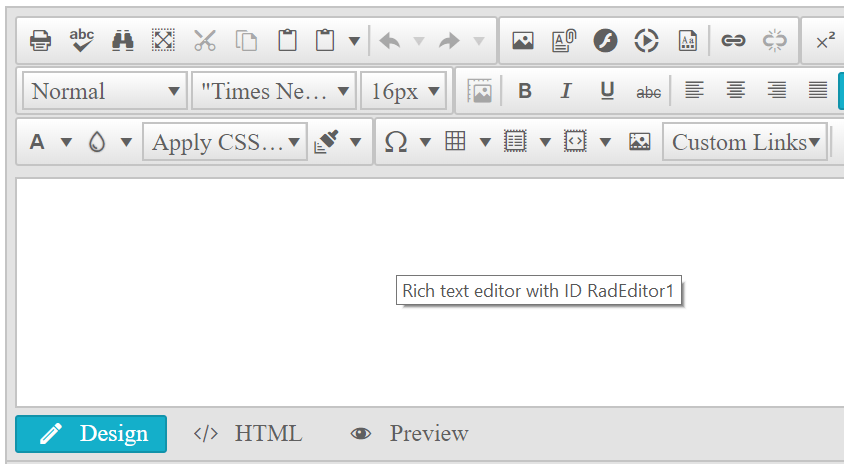 abc
x²
Normal "Times Ne... 16px B I U abc
A Apply CSS... Ω Custom Links
Rich text editor with ID RadEditor1
Design </> HTML Preview